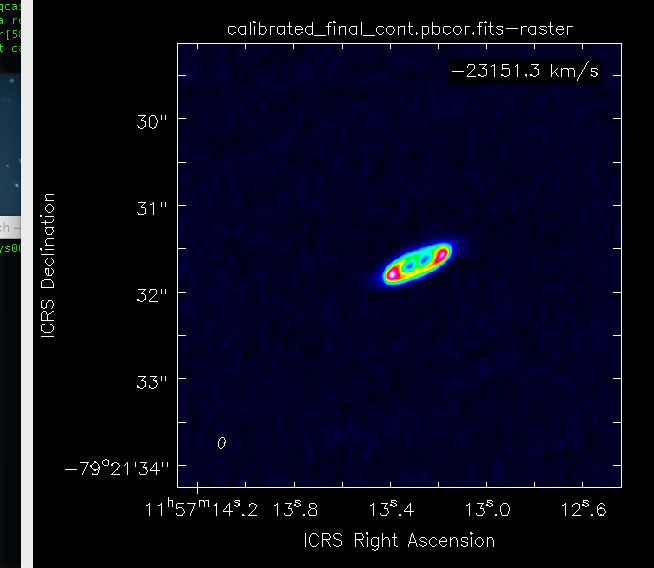 calibrated_final_cont.pbcor.fits-raster
-23151.3 km/s
30"
31"
32"
33"
-79°21'34"
ICRS Declination
11h57m14s.2 13s.8 13s.4 13s.0 12s.6
ICRS Right Ascension